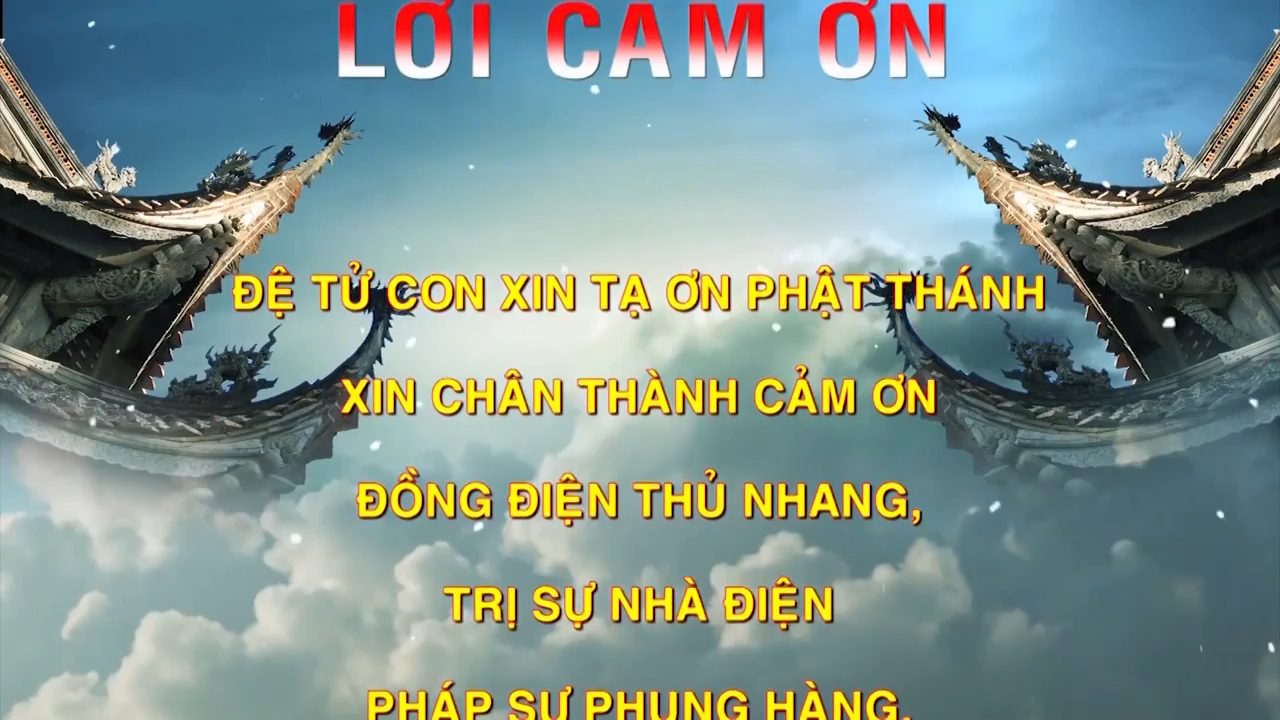 LỜI CẢM ƠN
ĐỆ TỬ CON XIN TẠ ƠN PHẬT THÁNH
XIN CHÂN THÀNH CẢM ƠN
ĐỒNG ĐIỆN THỦ NHANG,
TRỊ SỰ NHÀ ĐIỆN
PHÁP SƯ PHỤNG HÀNG,